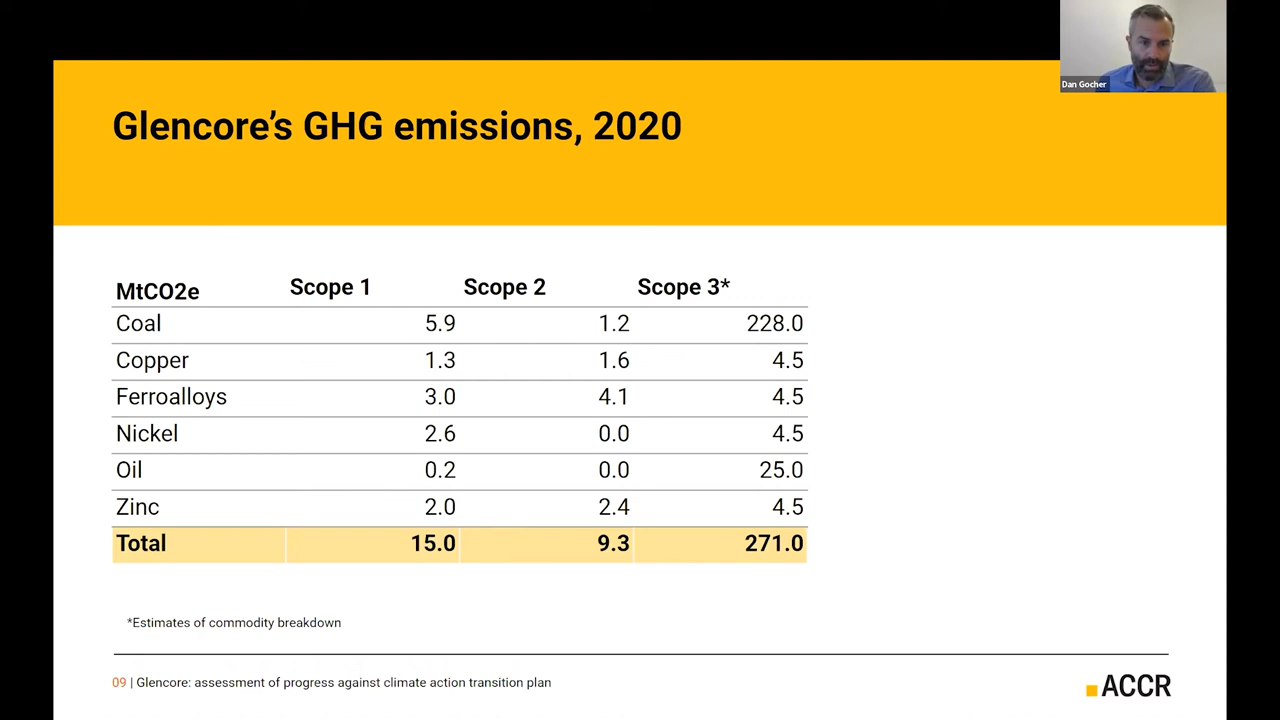 Dan Gocher
Glencore’s GHG emissions, 2020
MtCO2e Scope 1 Scope 2 Scope 3*
Coal 5.9 1.2 228.0
Copper 1.3 1.6 4.5
Ferroalloys 3.0 4.1 4.5
Nickel 2.6 0.0 4.5
Oil 0.2 0.0 25.0
Zinc 2.0 2.4 4.5
Total 15.0 9.3 271.0
*Estimates of commodity breakdown
09 | Glencore: assessment of progress against climate action transition plan
ACCR